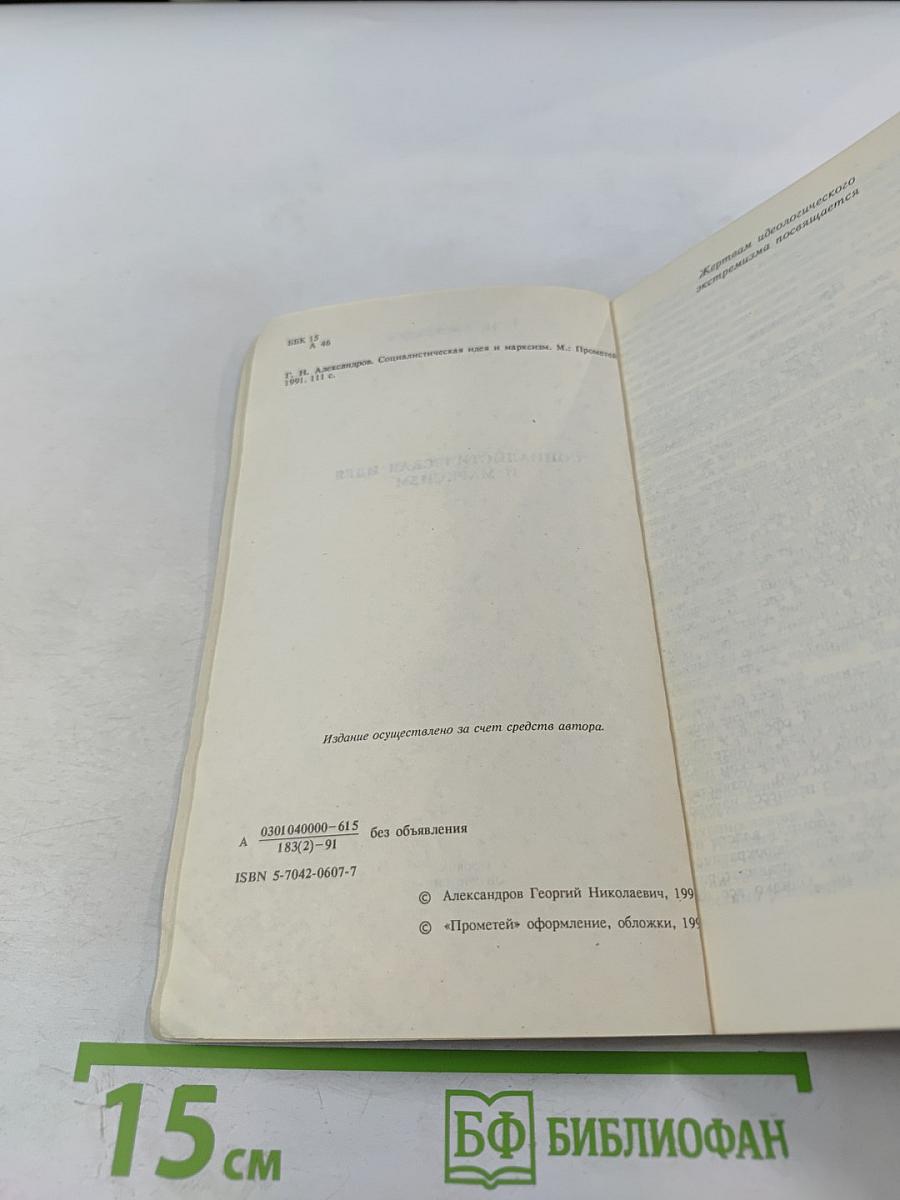 ББК 15
А 46
Г. Н. Александров. Социалистическая идея и марксизм. М.: Прометей
1991. 111 с.
Издание осуществлено за счет средств автора.
А 0301040000–615 без объявления
183(2)–91
ISBN 5-7042-0607-7
© Александров Георгий Николаевич, 199
© «Прометей» оформление, обложки, 199
Жертвам идеологического
экстремизма посвящается
15 см
БФ БИБЛИОФАН